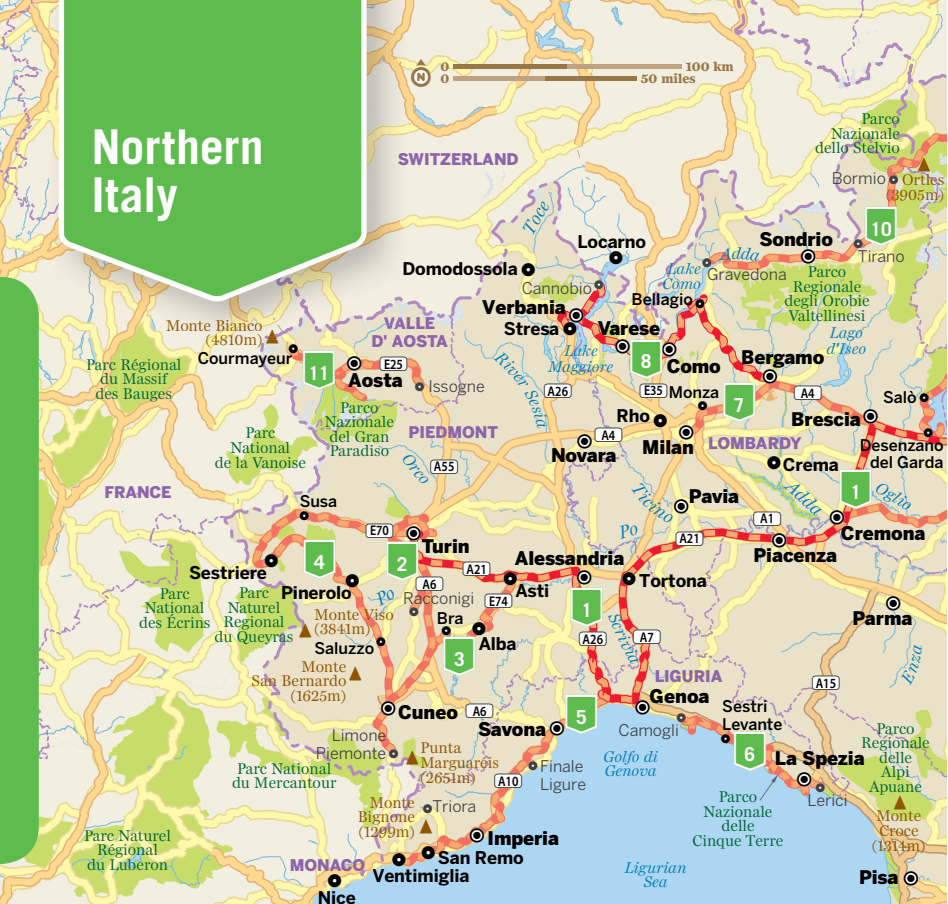 Northern
Italy
0
100 km
N
0
50 miles
SWITZERLAND
Parco
Nazionale
dello Stelvio
Bormio
Ortles
(3905m)
10
Toce
Locarno
Sondrio
Adda
Tirano
Domodossola
Lake
Como
Gravedona
Cannobio
Parco
Regionale
degli Orobie
Valtellinesi
Verbania
Bellagio
Stresa
Varese
VALLE
D' AOSTA
Monte Bianco
(4810m)
Courmayeur
Lago
d'Iseo
Lake
Maggiore
8
Como
Bergamo
Parc Régional
du Massif
des Bauges
11
Aosta
E25
Issogne
River Sesia
A26
E35
Monza
7
A4
Salò
Parco
Nazionale
del Gran
Paradiso
Rho
Brescia
Parc
National
de la Vanoise
PIEDMONT
A4
Novara
Milan
LOMBARDY
Desenzano
del Garda
Orco
A55
Crema
FRANCE
Ticino
Pavia
Adda
1
Oglio
Susa
E70
Po
A1
Cremona
Turin
A21
Piacenza
4
2
A21
Alessandria
Sestriere
Pinerolo
A6
Asti
Tortona
Parc
National
des Écrins
Parc
Naturel
Regional
du Queyras
Po
Racconigi
E74
1
Parma
Monte Viso
(3841m)
Bra
Alba
Scrivia
A26
A7
Saluzzo
3
Enza
Monte
San Bernardo
(1625m)
LIGURIA
A15
Cuneo
A6
Savona
5
Genoa
Camogli
Sestri
Levante
Limone
Piemonte
Punta
Marguareis
(2651m)
Finale
Ligure
Golfo di
Genova
6
La Spezia
Parco
Regionale
delle
Alpi
Apuane
Parc National
du Mercantour
A10
Lerici
Parco
Nazionale
delle
Cinque Terre
Monte
Bignone
(1299m)
Triora
Monte
Croce
(1314m)
Parc Naturel
Régional
du Luberon
Imperia
San Remo
MONACO
Ventimiglia
Ligurian
Sea
Pisa
Nice